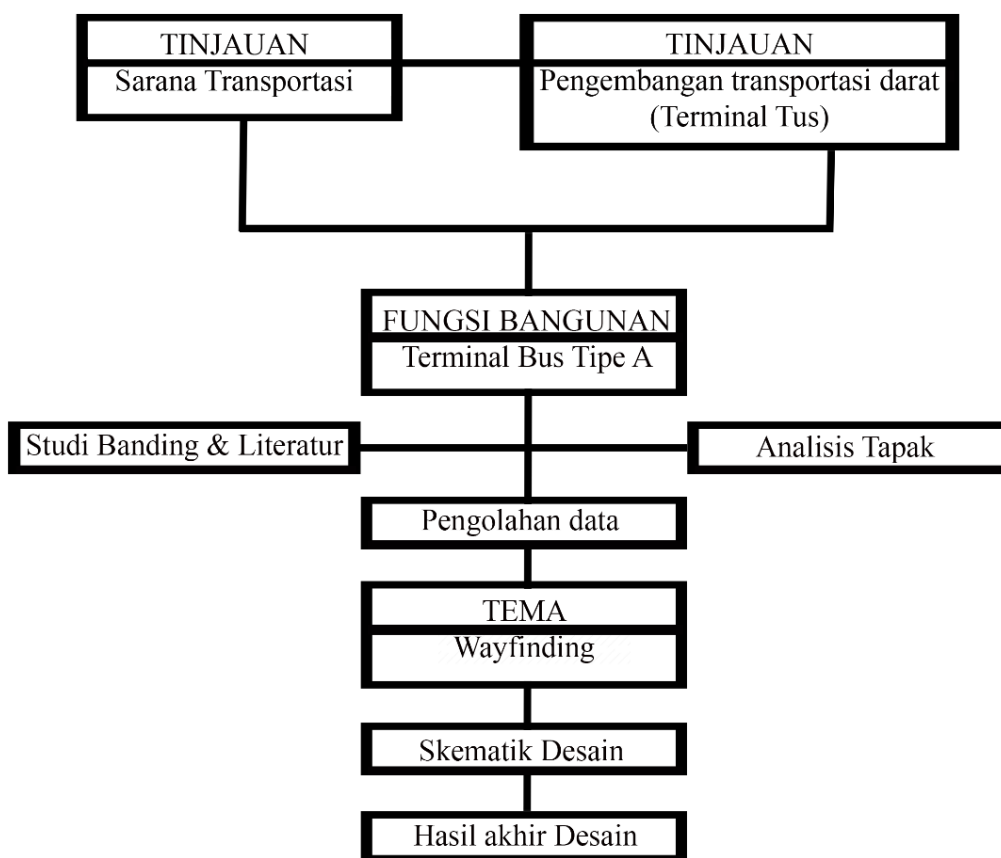 TINJAUAN
Sarana Transportasi
TINJAUAN
Pengembangan transportasi darat
(Terminal Tus)
FUNGSI BANGUNAN
Terminal Bus Tipe A
Studi Banding & Literatur
Analisis Tapak
Pengolahan data
TEMA
Wayfinding
Skematik Desain
Hasil akhir Desain